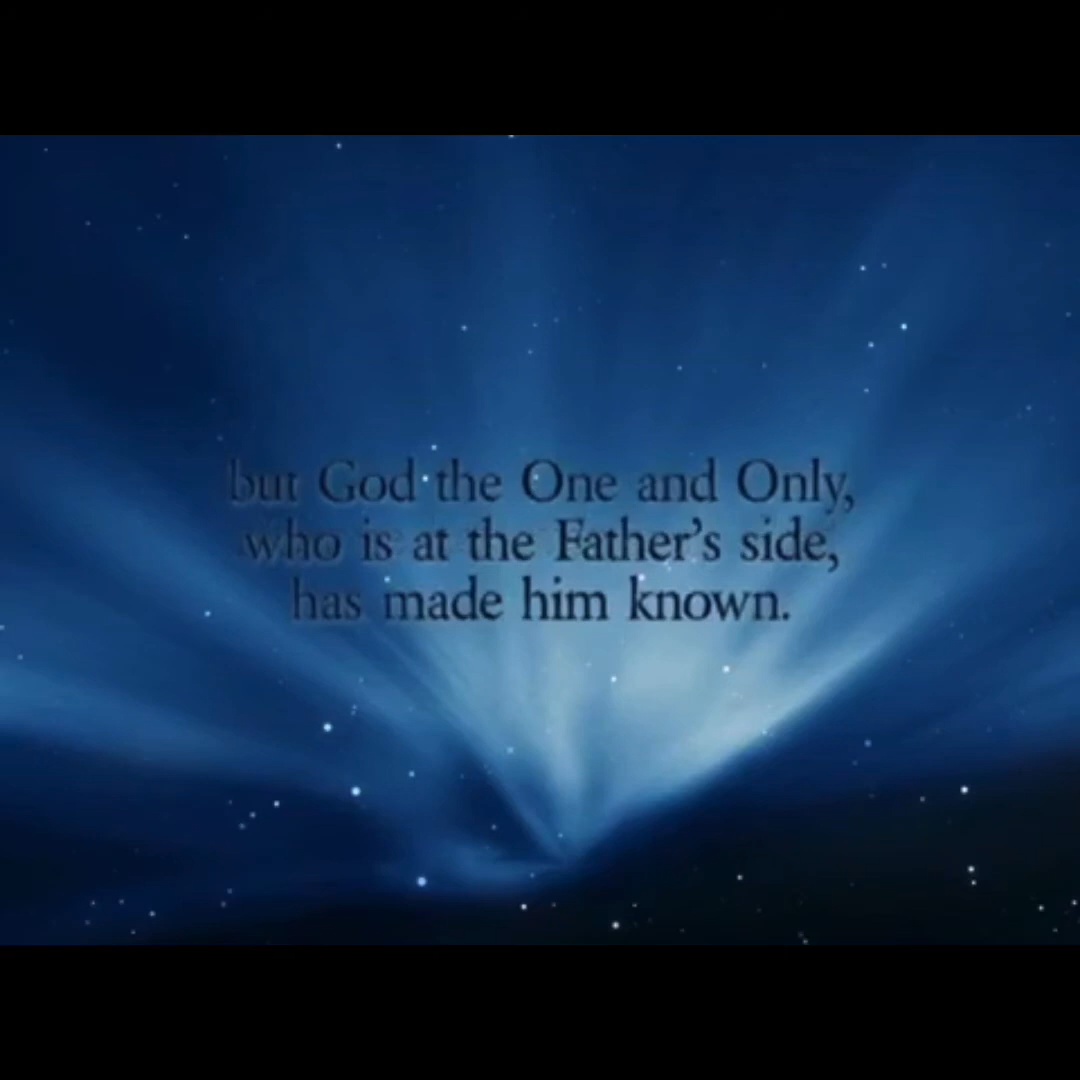 but God the One and Only,
who is at the Father's side,
has made him known.